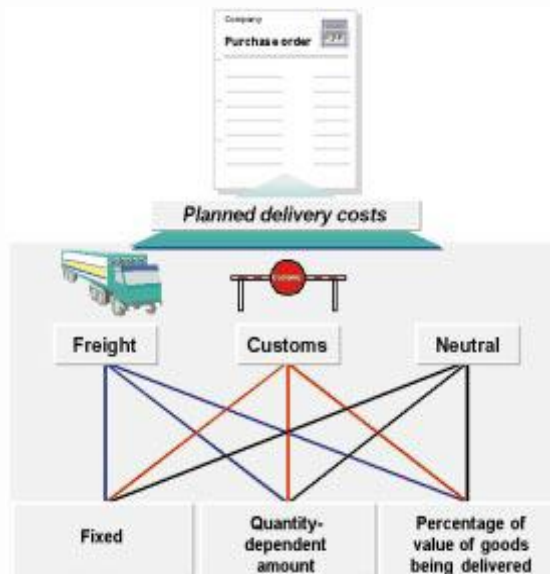 Company
Purchase order
Planned delivery costs
Customs
Freight
Customs
Neutral
Fixed
Quantity-
dependent
amount
Percentage of
value of goods
being delivered